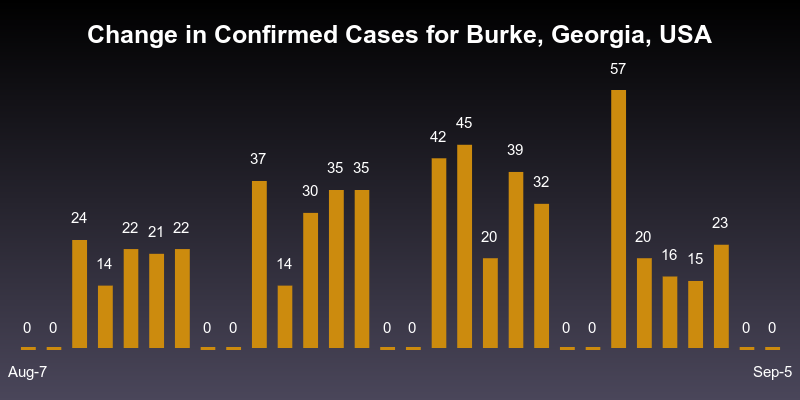 Change in Confirmed Cases for Burke, Georgia, USA
0 0 24 14 22 21 22 0 0 37 14 30 35 35 0 0 42 45 20 39 32 0 0 57 20 16 15 23 0 0
Aug-7 Sep-5